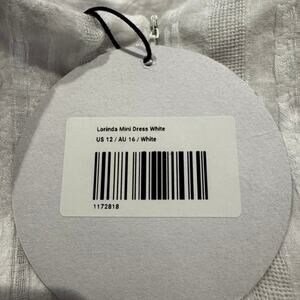 Lorinda Mini Dress White
US 12 / AU 16 / White
1172818